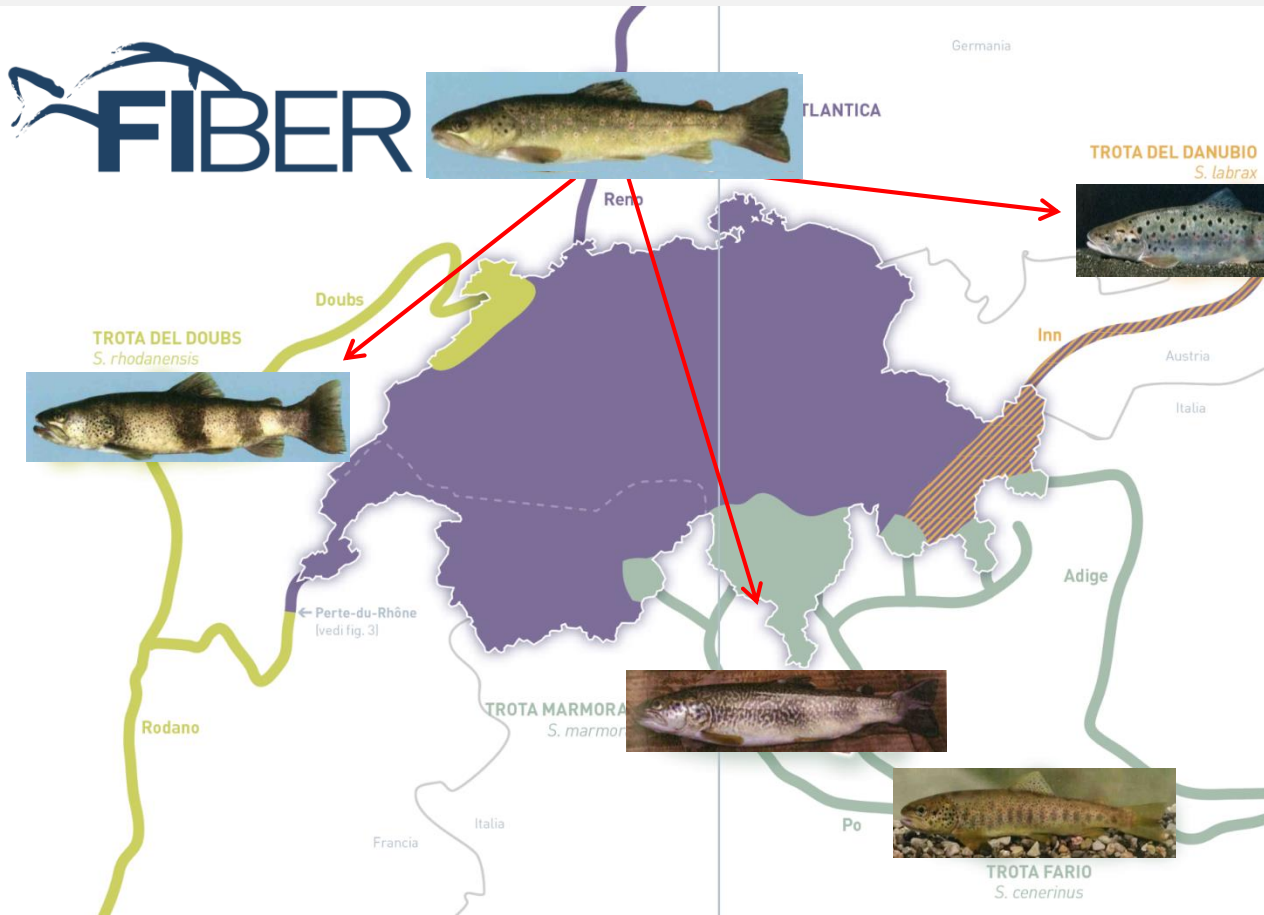 Germania
FIBER
TLANTICA
TROTA DEL DANUBIO
S. labrax
Reno
Doubs
TROTA DEL DOUBS
S. rhodanensis
Inn
Austria
Italia
Adige
Perte-du-Rhône
(vedi fig. 3)
TROTA MARMORA
S. marmor
Rodano
Italia
Po
Francia
TROTA FARIO
S. cenerinus